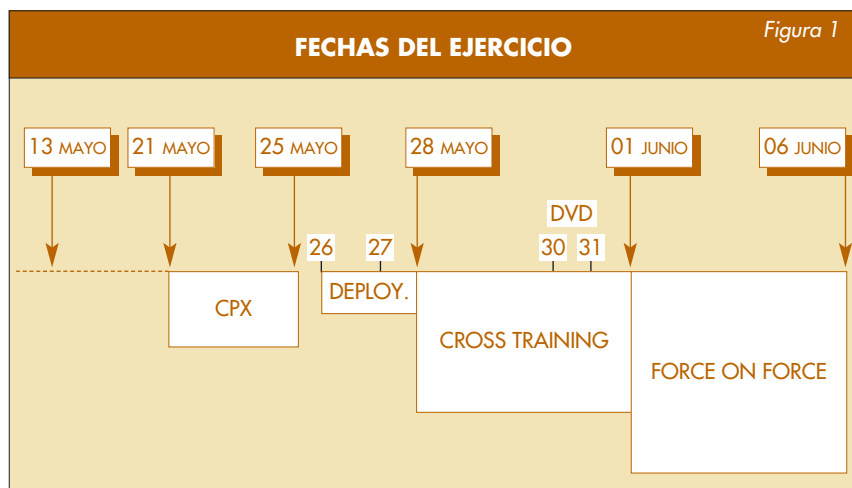 Figura 1
FECHAS DEL EJERCICIO
13 MAYO
21 MAYO
25 MAYO
28 MAYO
01 JUNIO
06 JUNIO
DVD
26
27
30
31
DEPLOY.
CPX
CROSS TRAINING
FORCE ON FORCE